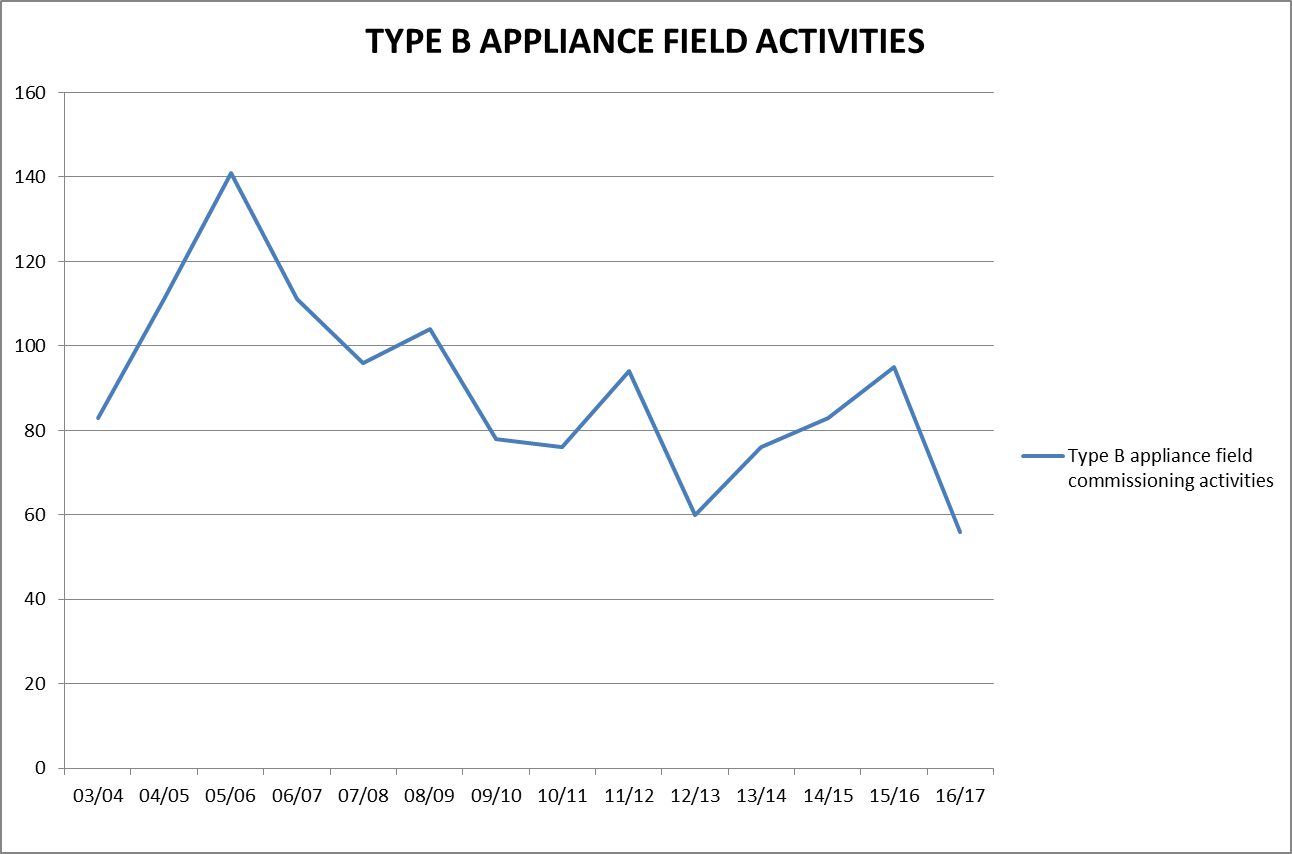 TYPE B APPLIANCE FIELD ACTIVITIES
160
140
120
100
80
60
40
20
0
03/04 04/05 05/06 06/07 07/08 08/09 09/10 10/11 11/12 12/13 13/14 14/15 15/16 16/17
Type B appliance field
commissioning activities